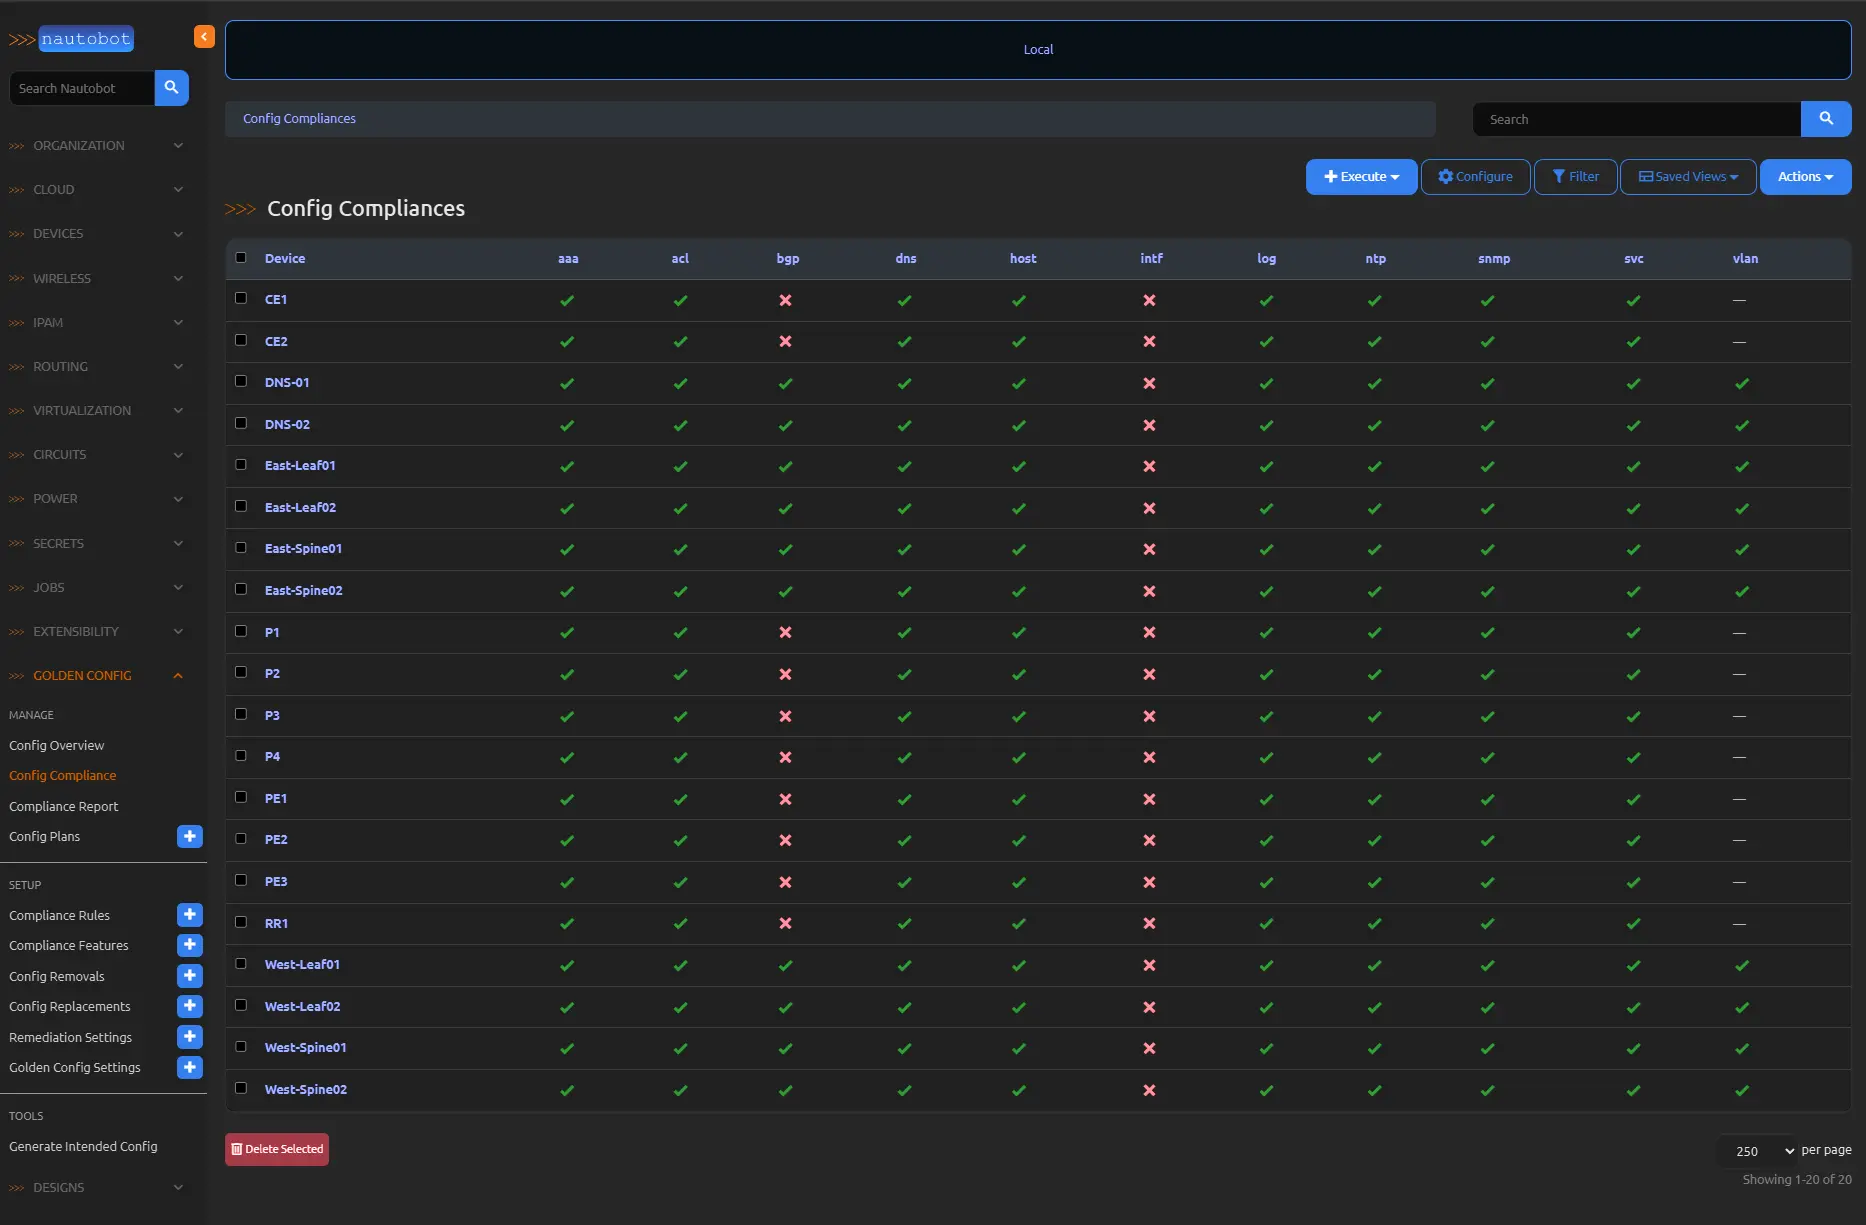 >>> nautobot
Search Nautobot
>>> ORGANIZATION
>>> CLOUD
>>> DEVICES
>>> WIRELESS
>>> IPAM
>>> ROUTING
>>> VIRTUALIZATION
>>> CIRCUITS
>>> POWER
>>> SECRETS
>>> JOBS
>>> EXTENSIBILITY
>>> GOLDEN CONFIG
MANAGE
Config Overview
Config Compliance
Compliance Report
Config Plans
SETUP
Compliance Rules
Compliance Features
Config Removals
Config Replacements
Remediation Settings
Golden Config Settings
TOOLS
Generate Intended Config
>>> DESIGNS
Local
Config Compliances
Search
Execute Configure Filter Saved Views Actions
>>> Config Compliances
Device aaa acl bgp dns host intf log ntp snmp svc vlan
CE1 ✔ ✔ ✖ ✔ ✔ ✖ ✔ ✔ ✔ ✔ —
CE2 ✔ ✔ ✖ ✔ ✔ ✖ ✔ ✔ ✔ ✔ —
DNS-01 ✔ ✔ ✔ ✔ ✔ ✖ ✔ ✔ ✔ ✔ ✔
DNS-02 ✔ ✔ ✔ ✔ ✔ ✖ ✔ ✔ ✔ ✔ ✔
East-Leaf01 ✔ ✔ ✔ ✔ ✔ ✖ ✔ ✔ ✔ ✔ ✔
East-Leaf02 ✔ ✔ ✔ ✔ ✔ ✖ ✔ ✔ ✔ ✔ ✔
East-Spine01 ✔ ✔ ✔ ✔ ✔ ✖ ✔ ✔ ✔ ✔ ✔
East-Spine02 ✔ ✔ ✔ ✔ ✔ ✖ ✔ ✔ ✔ ✔ ✔
P1 ✔ ✔ ✖ ✔ ✔ ✖ ✔ ✔ ✔ ✔ —
P2 ✔ ✔ ✖ ✔ ✔ ✖ ✔ ✔ ✔ ✔ —
P3 ✔ ✔ ✖ ✔ ✔ ✖ ✔ ✔ ✔ ✔ —
P4 ✔ ✔ ✖ ✔ ✔ ✖ ✔ ✔ ✔ ✔ —
PE1 ✔ ✔ ✖ ✔ ✔ ✖ ✔ ✔ ✔ ✔ —
PE2 ✔ ✔ ✖ ✔ ✔ ✖ ✔ ✔ ✔ ✔ —
PE3 ✔ ✔ ✖ ✔ ✔ ✖ ✔ ✔ ✔ ✔ —
RR1 ✔ ✔ ✖ ✔ ✔ ✖ ✔ ✔ ✔ ✔ —
West-Leaf01 ✔ ✔ ✔ ✔ ✔ ✖ ✔ ✔ ✔ ✔ ✔
West-Leaf02 ✔ ✔ ✔ ✔ ✔ ✖ ✔ ✔ ✔ ✔ ✔
West-Spine01 ✔ ✔ ✔ ✔ ✔ ✖ ✔ ✔ ✔ ✔ ✔
West-Spine02 ✔ ✔ ✔ ✔ ✔ ✖ ✔ ✔ ✔ ✔ ✔
Delete Selected
250 per page
Showing 1-20 of 20